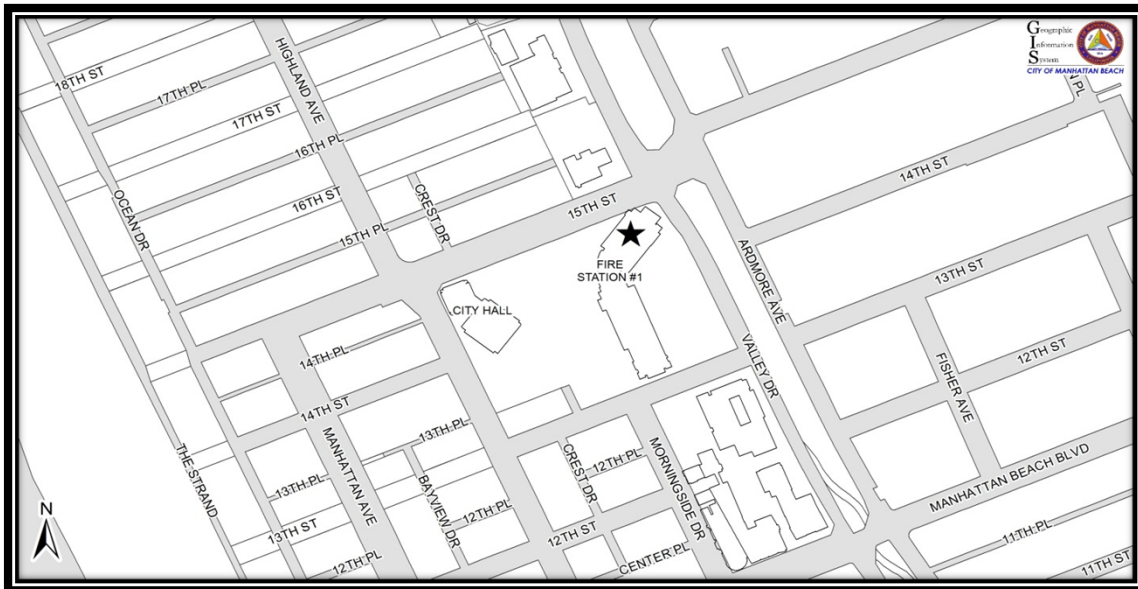 Geographic
Information
System
CITY OF MANHATTAN BEACH
18TH ST
17TH PL
17TH ST
HIGHLAND AVE
16TH PL
16TH ST
OCEAN DR
CREST DR
15TH PL
15TH ST
14TH ST
N PL
FIRE
STATION #1
ARDMORE AVE
13TH ST
CITY HALL
14TH PL
VALLEY DR
12TH ST
FISHER AVE
14TH ST
13TH PL
THE STRAND
MANHATTAN AVE
BAYVIEW DR
CREST DR
12TH PL
MORNINGSIDE DR
MANHATTAN BEACH BLVD
13TH PL
12TH PL
13TH ST
12TH ST
11TH PL
12TH PL
CENTER PL
11TH ST
N